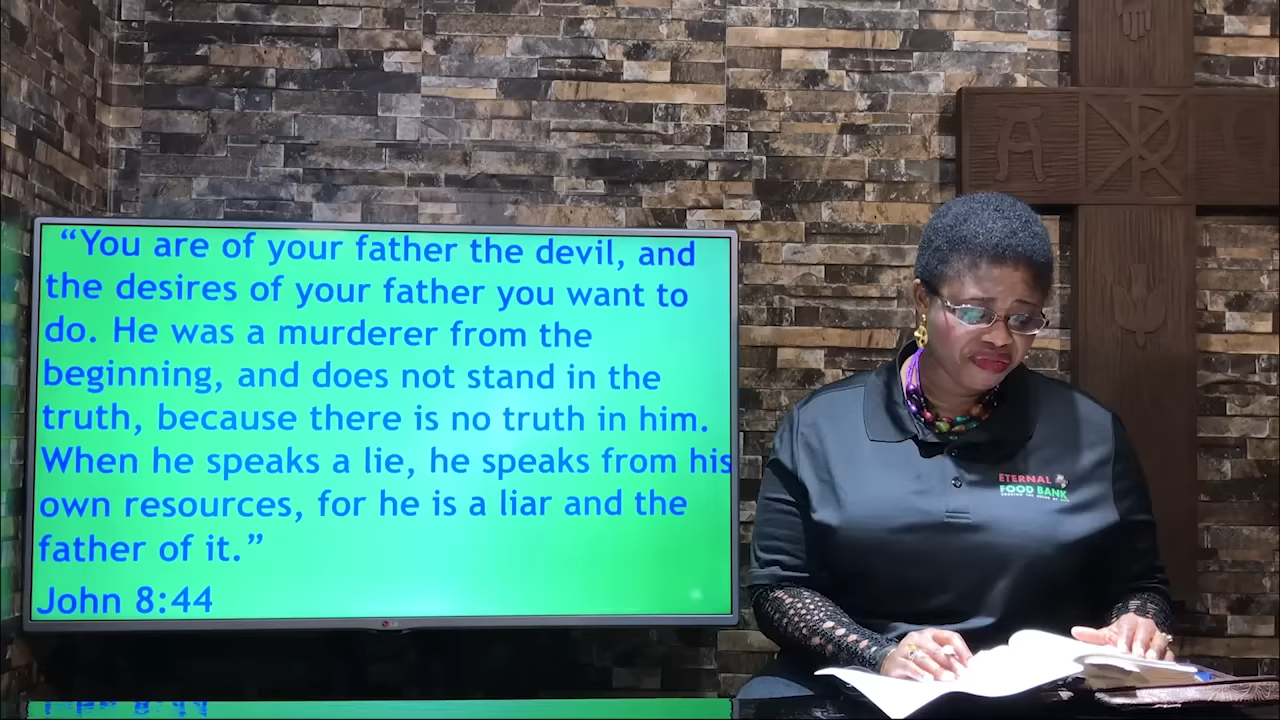 “You are of your father the devil, and
the desires of your father you want to
do. He was a murderer from the
beginning, and does not stand in the
truth, because there is no truth in him.
When he speaks a lie, he speaks from his
own resources, for he is a liar and the
father of it.”
John 8:44
LG
ETERNAL
FOOD BANK